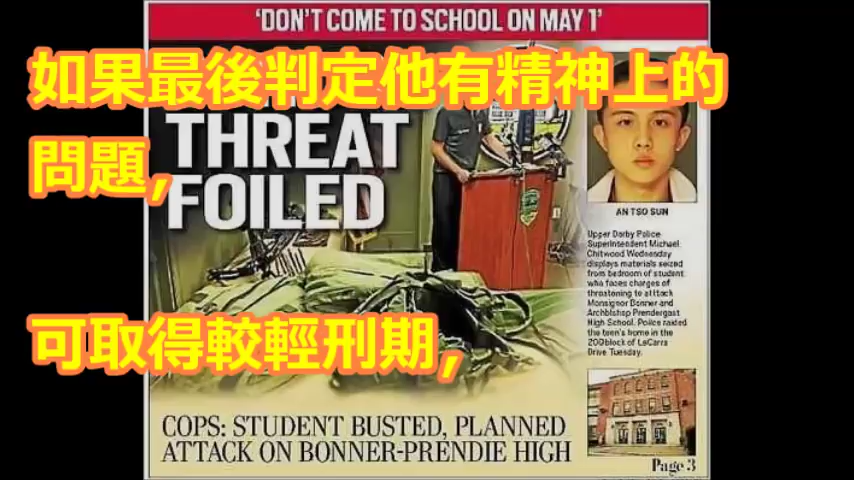 'DON'T COME TO SCHOOL ON MAY 1'
如果最後判定他有精神上的
問題,
THREAT
FOILED
可取得較輕刑期,
AN TSO SUN
Upper Darby Police
Superintendent Michael
Chitwood Wednesday
displays materials seized
from bedroom of student
who faces charges of
threatening to attack
Monsignor Bonner and
Archbishop Prendergast
High School. Police raided
the teen's home in the
200 block of LaCarra
Drive Tuesday.
COPS: STUDENT BUSTED, PLANNED
ATTACK ON BONNER-PRENDIE HIGH
Page 3